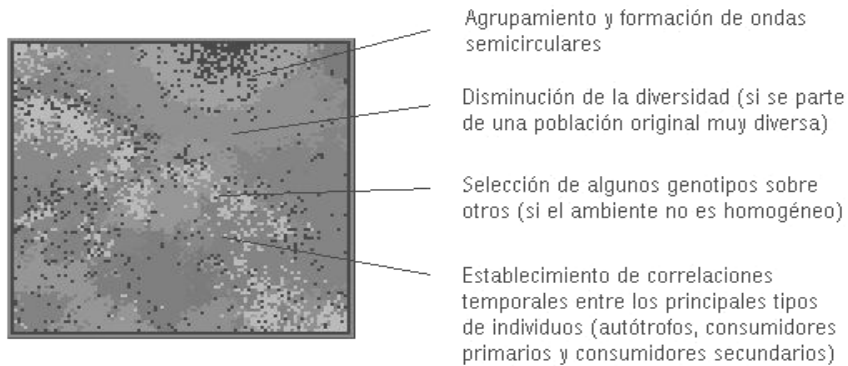 Agrupamiento y formación de ondas
semicirculares
Disminución de la diversidad (si se parte
de una población original muy diversa)
Selección de algunos genotipos sobre
otros (si el ambiente no es homogéneo)
Establecimiento de correlaciones
temporales entre los principales tipos
de individuos (autótrofos, consumidores
primarios y consumidores secundarios)